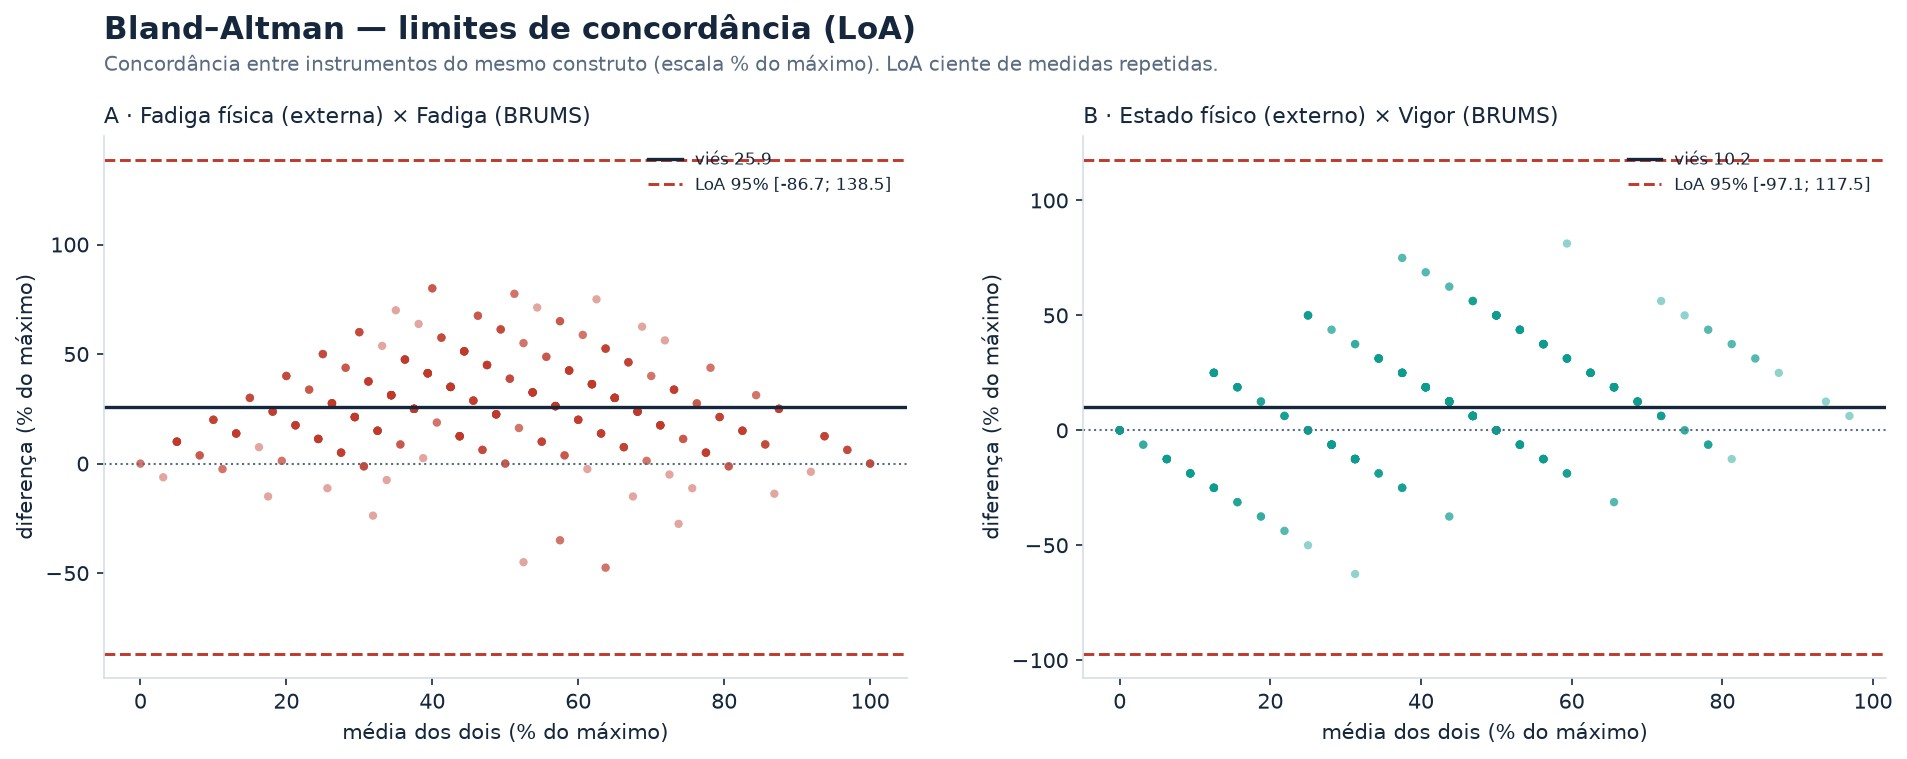 Bland–Altman — limites de concordância (LoA)
Concordância entre instrumentos do mesmo construto (escala % do máximo). LoA ciente de medidas repetidas.
A · Fadiga física (externa) × Fadiga (BRUMS)
viés 25.9
LoA 95% [-86.7; 138.5]
diferença (% do máximo)
100
50
0
−50
0 20 40 60 80 100
média dos dois (% do máximo)
B · Estado físico (externo) × Vigor (BRUMS)
viés 10.2
LoA 95% [-97.1; 117.5]
diferença (% do máximo)
100
50
0
−50
−100
0 20 40 60 80 100
média dos dois (% do máximo)